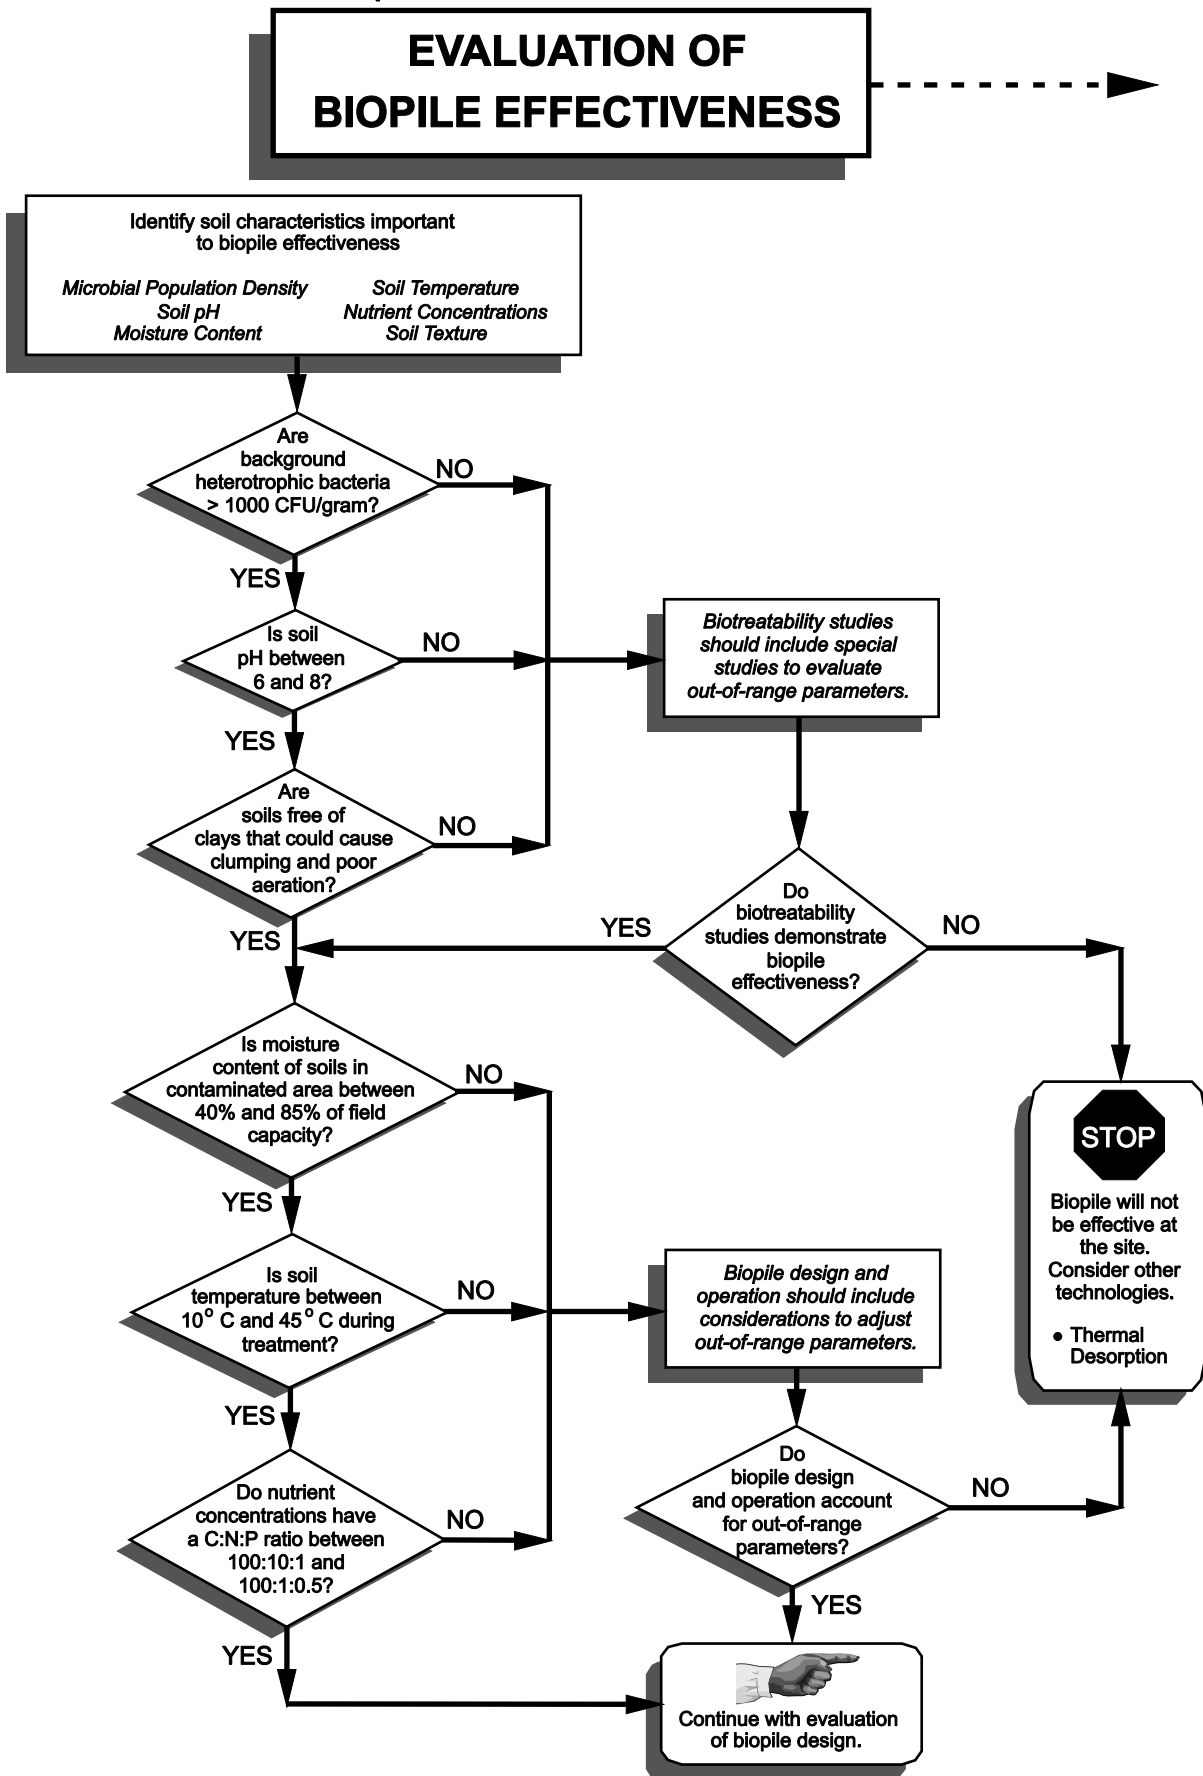 EVALUATION OF
BIOPILE EFFECTIVENESS
Identify soil characteristics important
to biopile effectiveness
Microbial Population Density
Soil pH
Moisture Content
Soil Temperature
Nutrient Concentrations
Soil Texture
Are
background
heterotrophic bacteria
> 1000 CFU/gram?
NO
YES
Is soil
pH between
6 and 8?
NO
YES
Are
soils free of
clays that could cause
clumping and poor
aeration?
NO
YES
Biotreatability studies
should include special
studies to evaluate
out-of-range parameters.
Do
biotreatability
studies demonstrate
biopile
effectiveness?
YES
NO
Is moisture
content of soils in
contaminated area between
40% and 85% of field
capacity?
NO
YES
Is soil
temperature between
10° C and 45° C during
treatment?
NO
YES
Do nutrient
concentrations have
a C:N:P ratio between
100:10:1 and
100:1:0.5?
NO
YES
Biopile design and
operation should include
considerations to adjust
out-of-range parameters.
Do
biopile design
and operation account
for out-of-range
parameters?
NO
YES
STOP
Biopile will not
be effective at
the site.
Consider other
technologies.
● Thermal
Desorption
Continue with evaluation
of biopile design.